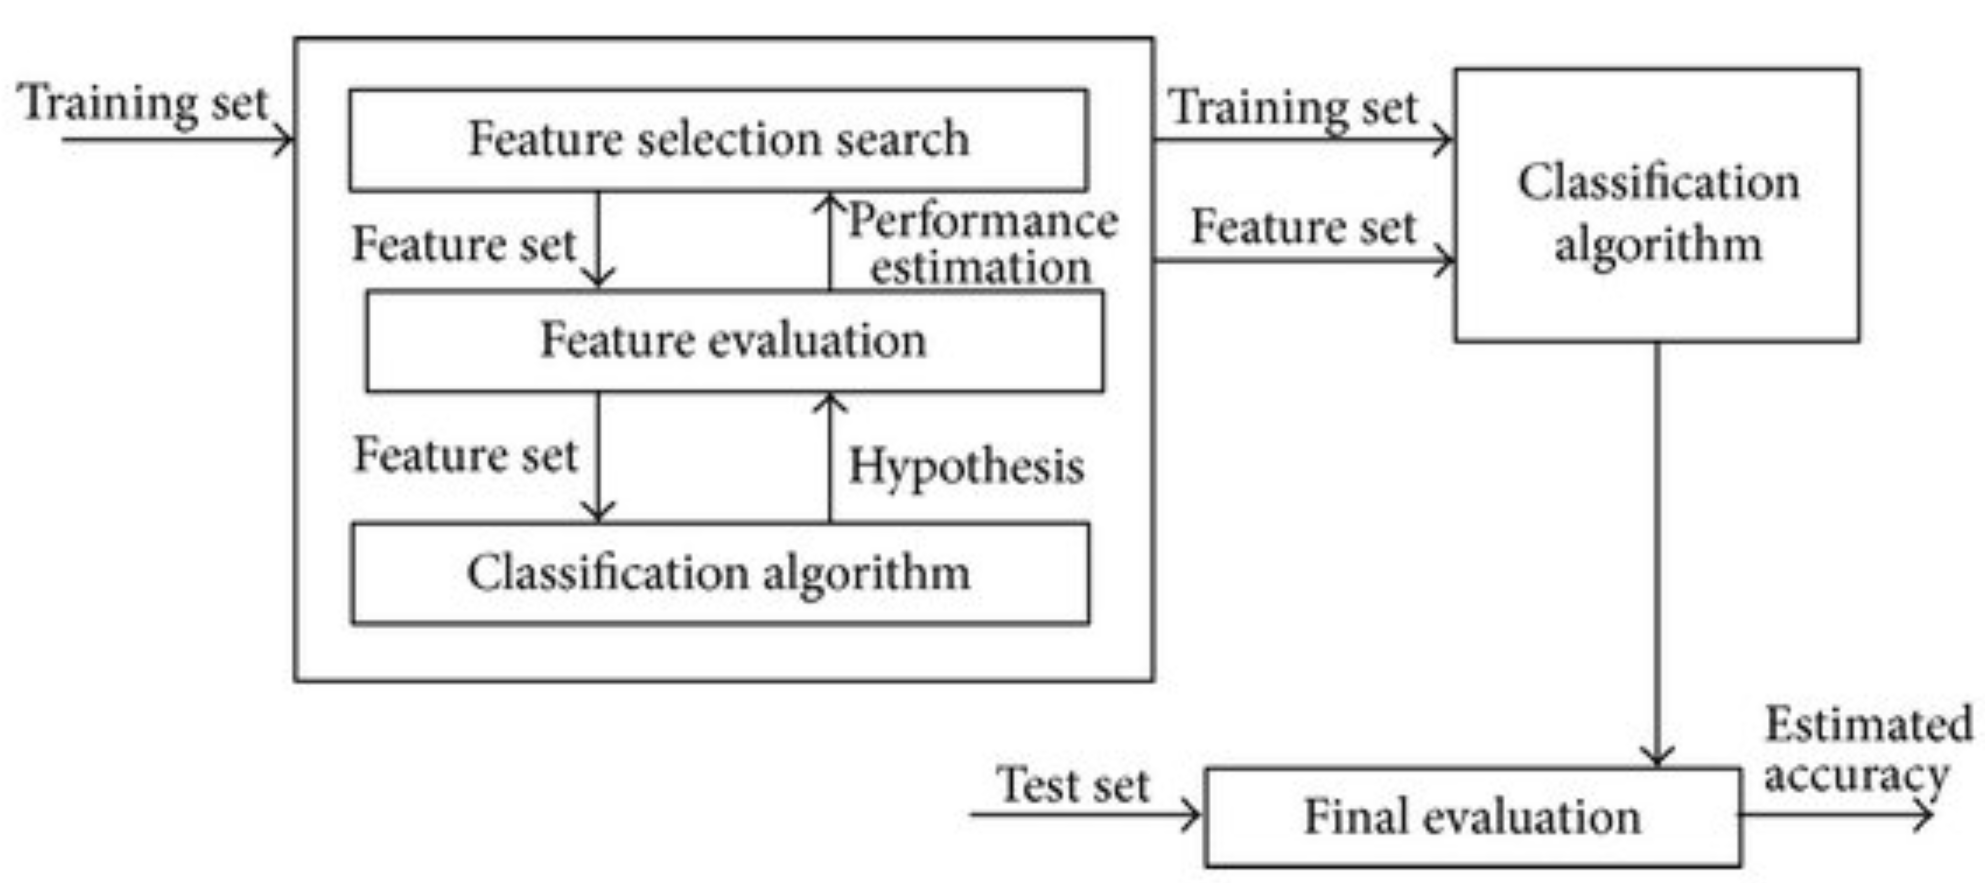 Training set
Feature selection search
Feature set
Performance
estimation
Feature evaluation
Feature set
Hypothesis
Classification algorithm
Training set
Feature set
Classification
algorithm
Test set
Final evaluation
Estimated
accuracy